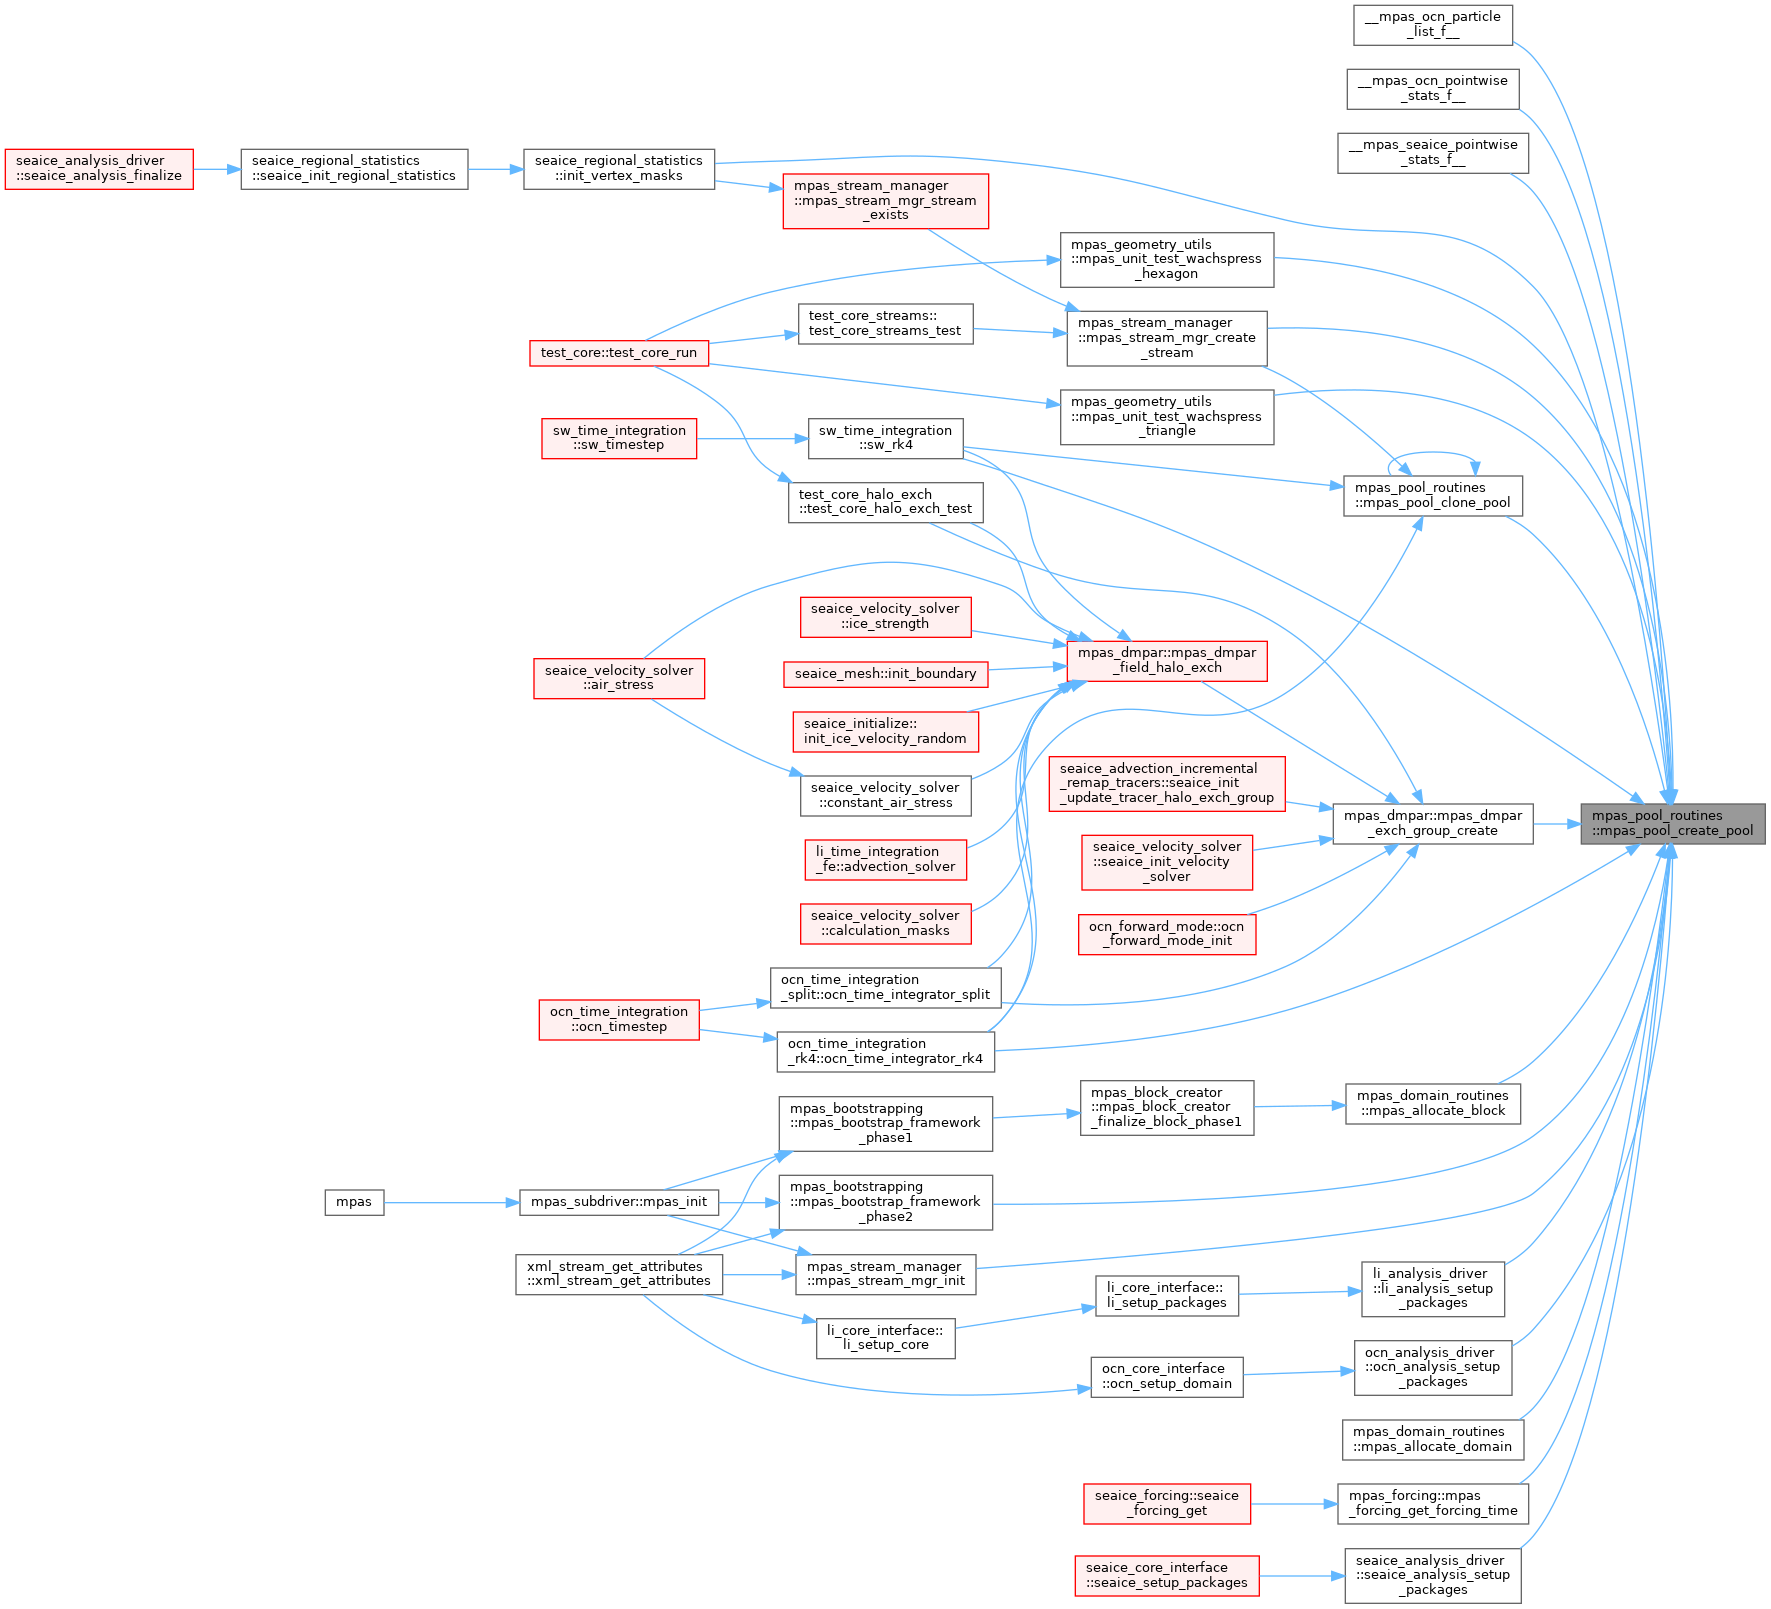 __mpas_ocn_particle
_list_f__
__mpas_ocn_pointwise
_stats_f__
__mpas_seaice_pointwise
_stats_f__
seaice_analysis_driver
::seaice_analysis_finalize
seaice_regional_statistics
::seaice_init_regional_statistics
seaice_regional_statistics
::init_vertex_masks
mpas_stream_manager
::mpas_stream_mgr_stream
_exists
mpas_geometry_utils
::mpas_unit_test_wachspress
_hexagon
test_core_streams::
test_core_streams_test
mpas_stream_manager
::mpas_stream_mgr_create
_stream
test_core::test_core_run
mpas_geometry_utils
::mpas_unit_test_wachspress
_triangle
sw_time_integration
::sw_timestep
sw_time_integration
::sw_rk4
mpas_pool_routines
::mpas_pool_clone_pool
test_core_halo_exch
::test_core_halo_exch_test
seaice_velocity_solver
::ice_strength
mpas_dmpar::mpas_dmpar
_field_halo_exch
seaice_velocity_solver
::air_stress
seaice_mesh::init_boundary
seaice_initialize::
init_ice_velocity_random
seaice_velocity_solver
::constant_air_stress
seaice_advection_incremental
_remap_tracers::seaice_init
_update_tracer_halo_exch_group
mpas_dmpar::mpas_dmpar
_exch_group_create
mpas_pool_routines
::mpas_pool_create_pool
li_time_integration
_fe::advection_solver
seaice_velocity_solver
::seaice_init_velocity
_solver
seaice_velocity_solver
::calculation_masks
ocn_forward_mode::ocn
_forward_mode_init
ocn_time_integration
_split::ocn_time_integrator_split
ocn_time_integration
::ocn_timestep
ocn_time_integration
_rk4::ocn_time_integrator_rk4
mpas_bootstrapping
::mpas_bootstrap_framework
_phase1
mpas_block_creator
::mpas_block_creator
_finalize_block_phase1
mpas_domain_routines
::mpas_allocate_block
mpas
mpas_subdriver::mpas_init
mpas_bootstrapping
::mpas_bootstrap_framework
_phase2
xml_stream_get_attributes
::xml_stream_get_attributes
mpas_stream_manager
::mpas_stream_mgr_init
li_core_interface::
li_setup_packages
li_analysis_driver
::li_analysis_setup
_packages
li_core_interface::
li_setup_core
ocn_core_interface
::ocn_setup_domain
ocn_analysis_driver
::ocn_analysis_setup
_packages
mpas_domain_routines
::mpas_allocate_domain
seaice_forcing::seaice
_forcing_get
mpas_forcing::mpas
_forcing_get_forcing_time
seaice_core_interface
::seaice_setup_packages
seaice_analysis_driver
::seaice_analysis_setup
_packages